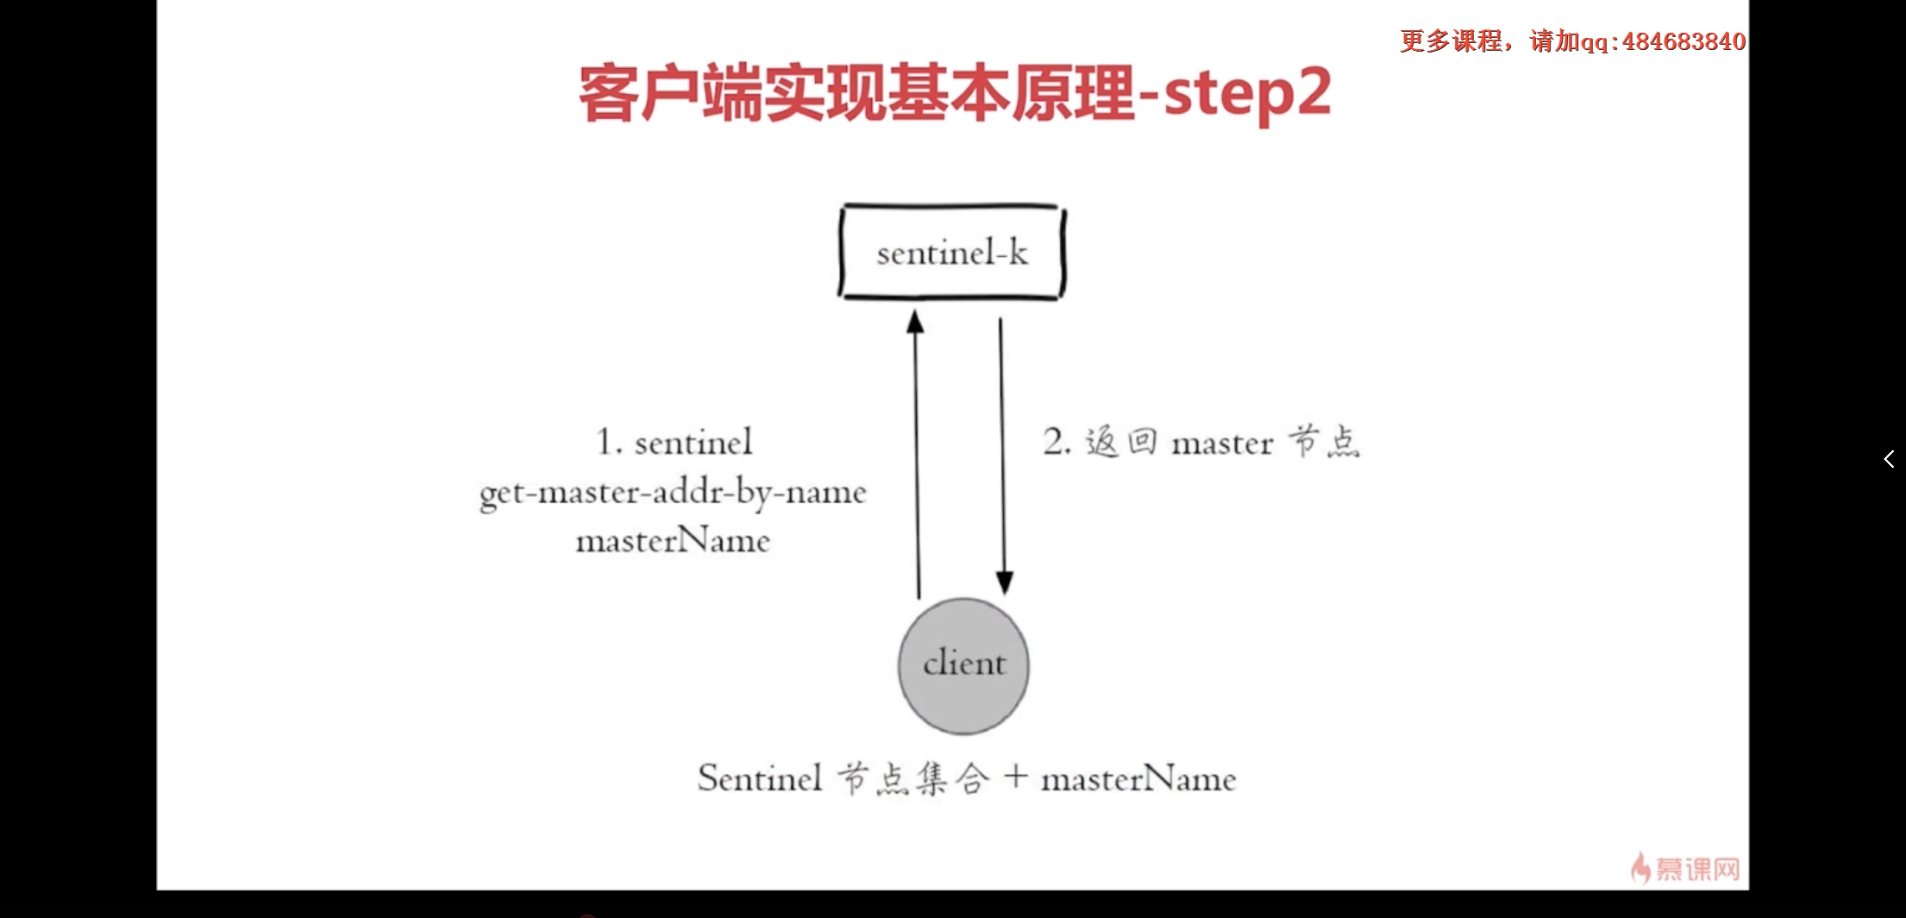 更多课程，请加qq:484683840
客户端实现基本原理-step2
sentinel-k
1. sentinel
get-master-addr-by-name
masterName
2. 返回 master 节点
client
Sentinel 节点集合 + masterName
慕课网